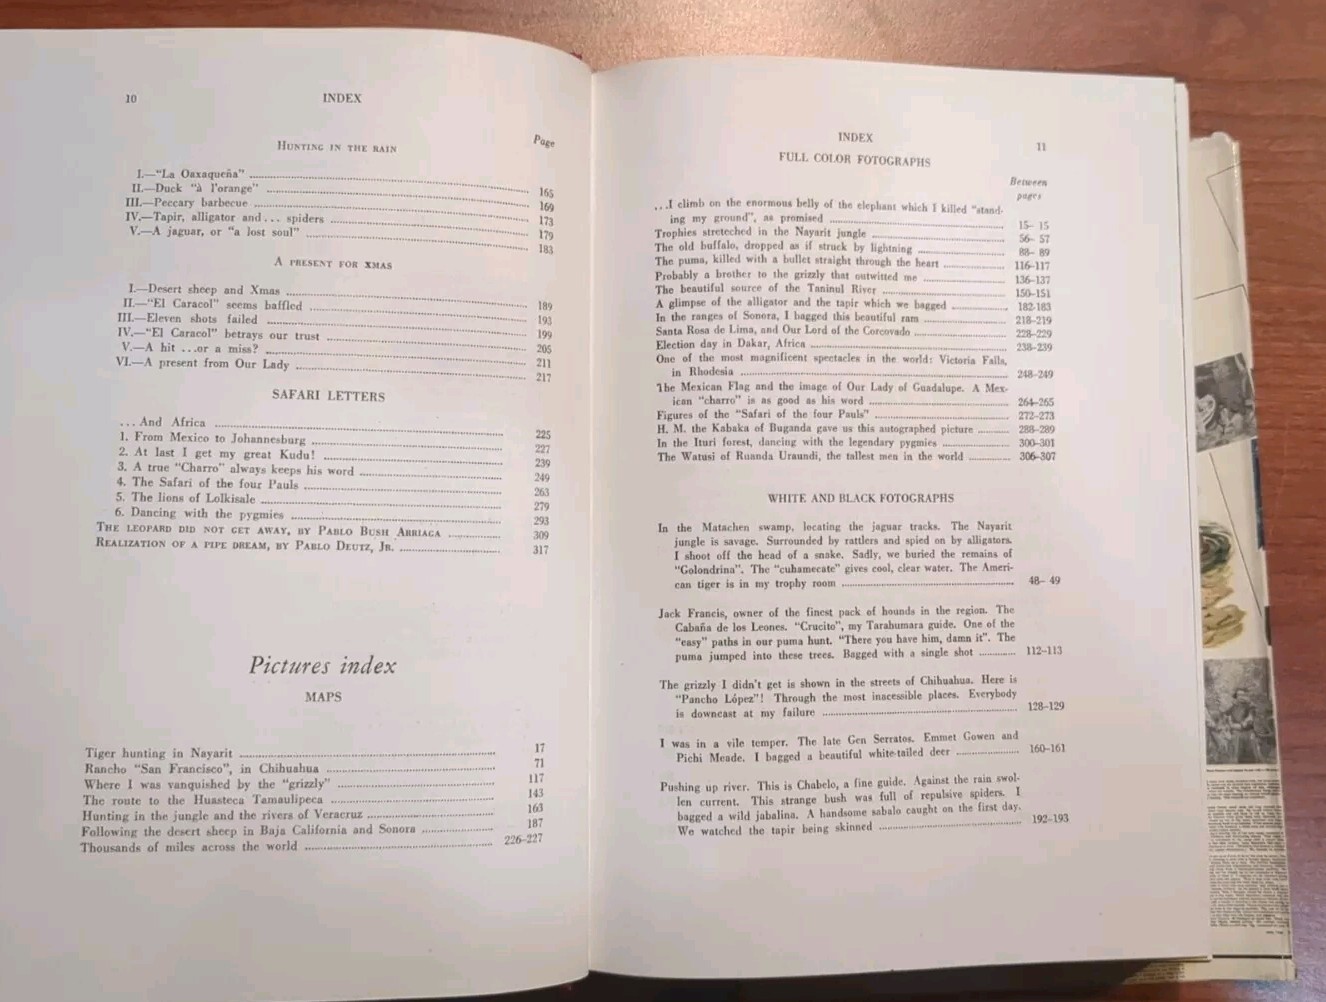 10 INDEX
Page
Hunting in the rain
I.—"La Oaxaqueña" 165
II.—Duck "à l'orange" 169
III.—Peccary barbecue 173
IV.—Tapir, alligator and... spiders 179
V.—A jaguar, or "a lost soul" 183
A present for xmas
I.—Desert sheep and Xmas 189
II.—"El Caracol" seems baffled 193
III.—Eleven shots failed 199
IV.—"El Caracol" betrays our trust 205
V.—A hit ...or a miss? 211
VI.—A present from Our Lady 217
SAFARI LETTERS
... And Africa 225
1. From Mexico to Johannesburg 227
2. At last I get my great Kudu! 239
3. A true "Charro" always keeps his word 249
4. The Safari of the four Pauls 263
5. The lions of Lolkisale 279
6. Dancing with the pygmies 293
The leopard did not get away, by Pablo Bush Arriaga 309
Realization of a pipe dream, by Pablo Deutz, Jr. 317
Pictures index
MAPS
Tiger hunting in Nayarit 17
Rancho "San Francisco", in Chihuahua 71
Where I was vanquished by the "grizzly" 117
The route to the Huasteca Tamaulipeca 143
Hunting in the jungle and the rivers of Veracruz 163
Following the desert sheep in Baja California and Sonora 187
Thousands of miles across the world 226-227
INDEX 11
FULL COLOR FOTOGRAPHS
Between
pages
...I climb on the enormous belly of the elephant which I killed "stand-
ing my ground", as promised 15– 15
Trophies streteched in the Nayarit jungle 56– 57
The old buffalo, dropped as if struck by lightning 88– 89
The puma, killed with a bullet straight through the heart 116-117
Probably a brother to the grizzly that outwitted me 136-137
The beautiful source of the Taninul River 150-151
A glimpse of the alligator and the tapir which we bagged 182-183
In the ranges of Sonora, I bagged this beautiful ram 218-219
Santa Rosa de Lima, and Our Lord of the Corcovado 228-229
Election day in Dakar, Africa 238-239
One of the most magnificent spectacles in the world: Victoria Falls,
in Rhodesia 248-249
The Mexican Flag and the image of Our Lady of Guadalupe. A Mex-
ican "charro" is as good as his word 264-265
Figures of the "Safari of the four Pauls" 272-273
H. M. the Kabaka of Buganda gave us this autographed picture 288-289
In the Ituri forest, dancing with the legendary pygmies 300-301
The Watusi of Ruanda Uraundi, the tallest men in the world 306-307
WHITE AND BLACK FOTOGRAPHS
In the Matachen swamp, locating the jaguar tracks. The Nayarit
jungle is savage. Surrounded by rattlers and spied on by alligators.
I shoot off the head of a snake. Sadly, we buried the remains of
"Golondrina". The "cuhamecate" gives cool, clear water. The Ameri-
can tiger is in my trophy room 48– 49
Jack Francis, owner of the finest pack of hounds in the region. The
Cabaña de los Leones. "Crucito", my Tarahumara guide. One of the
"easy" paths in our puma hunt. "There you have him, damn it". The
puma jumped into these trees. Bagged with a single shot 112-113
The grizzly I didn't get is shown in the streets of Chihuahua. Here is
"Pancho López"! Through the most inacessible places. Everybody
is downcast at my failure 128-129
I was in a vile temper. The late Gen Serratos. Emmet Gowen and
Pichi Meade. I bagged a beautiful white-tailed deer 160-161
Pushing up river. This is Chabelo, a fine guide. Against the rain swol-
len current. This strange bush was full of repulsive spiders. I
bagged a wild jabalina. A handsome sabalo caught on the first day.
We watched the tapir being skinned 192-193